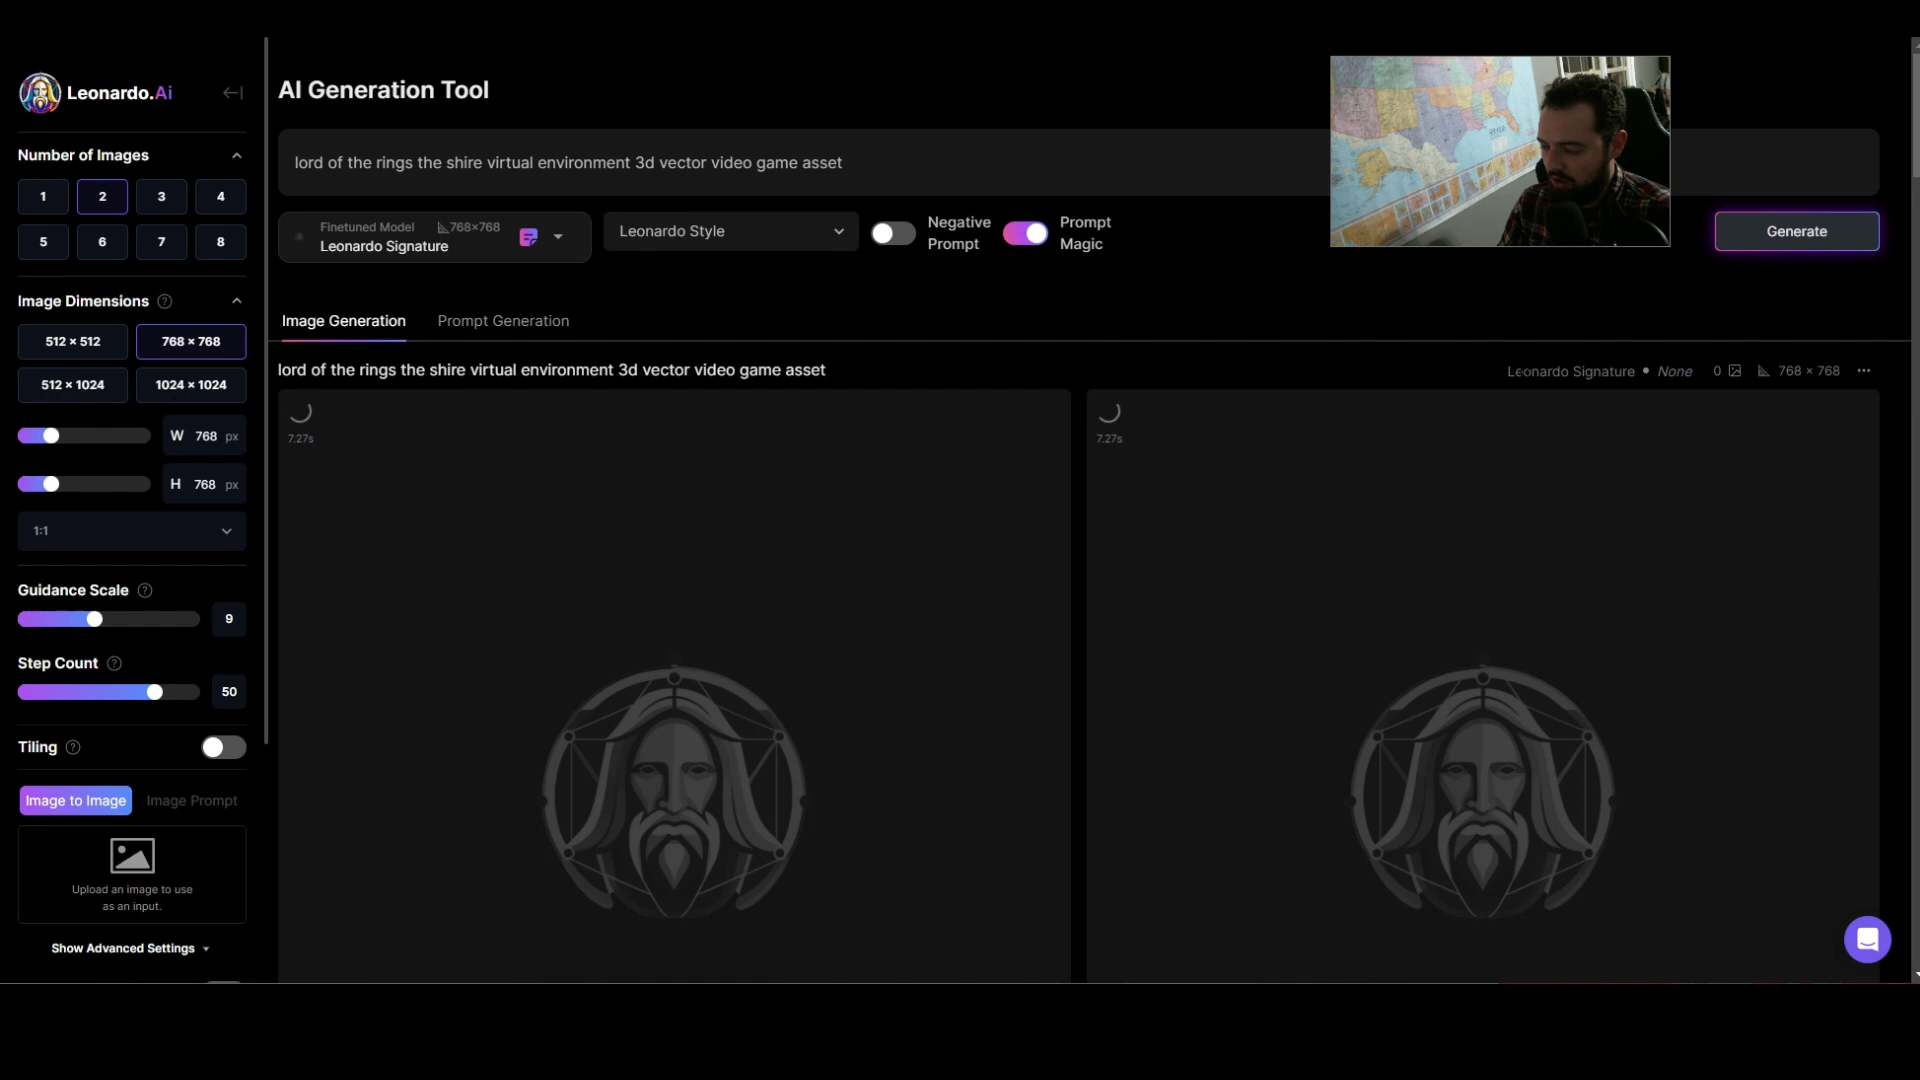 Leonardo.Ai
Number of Images
1 2 3 4
5 6 7 8
Image Dimensions
512 × 512 768 × 768
512 × 1024 1024 × 1024
W 768 px
H 768 px
1:1
Guidance Scale
9
Step Count
50
Tiling
Image to Image Image Prompt
Upload an image to use
as an input.
Show Advanced Settings
AI Generation Tool
lord of the rings the shire virtual environment 3d vector video game asset
Finetuned Model 768×768
Leonardo Signature
Leonardo Style
Negative
Prompt
Prompt
Magic
Generate
Image Generation Prompt Generation
lord of the rings the shire virtual environment 3d vector video game asset
Leonardo Signature • None 0 768 × 768
7.27s 7.27s